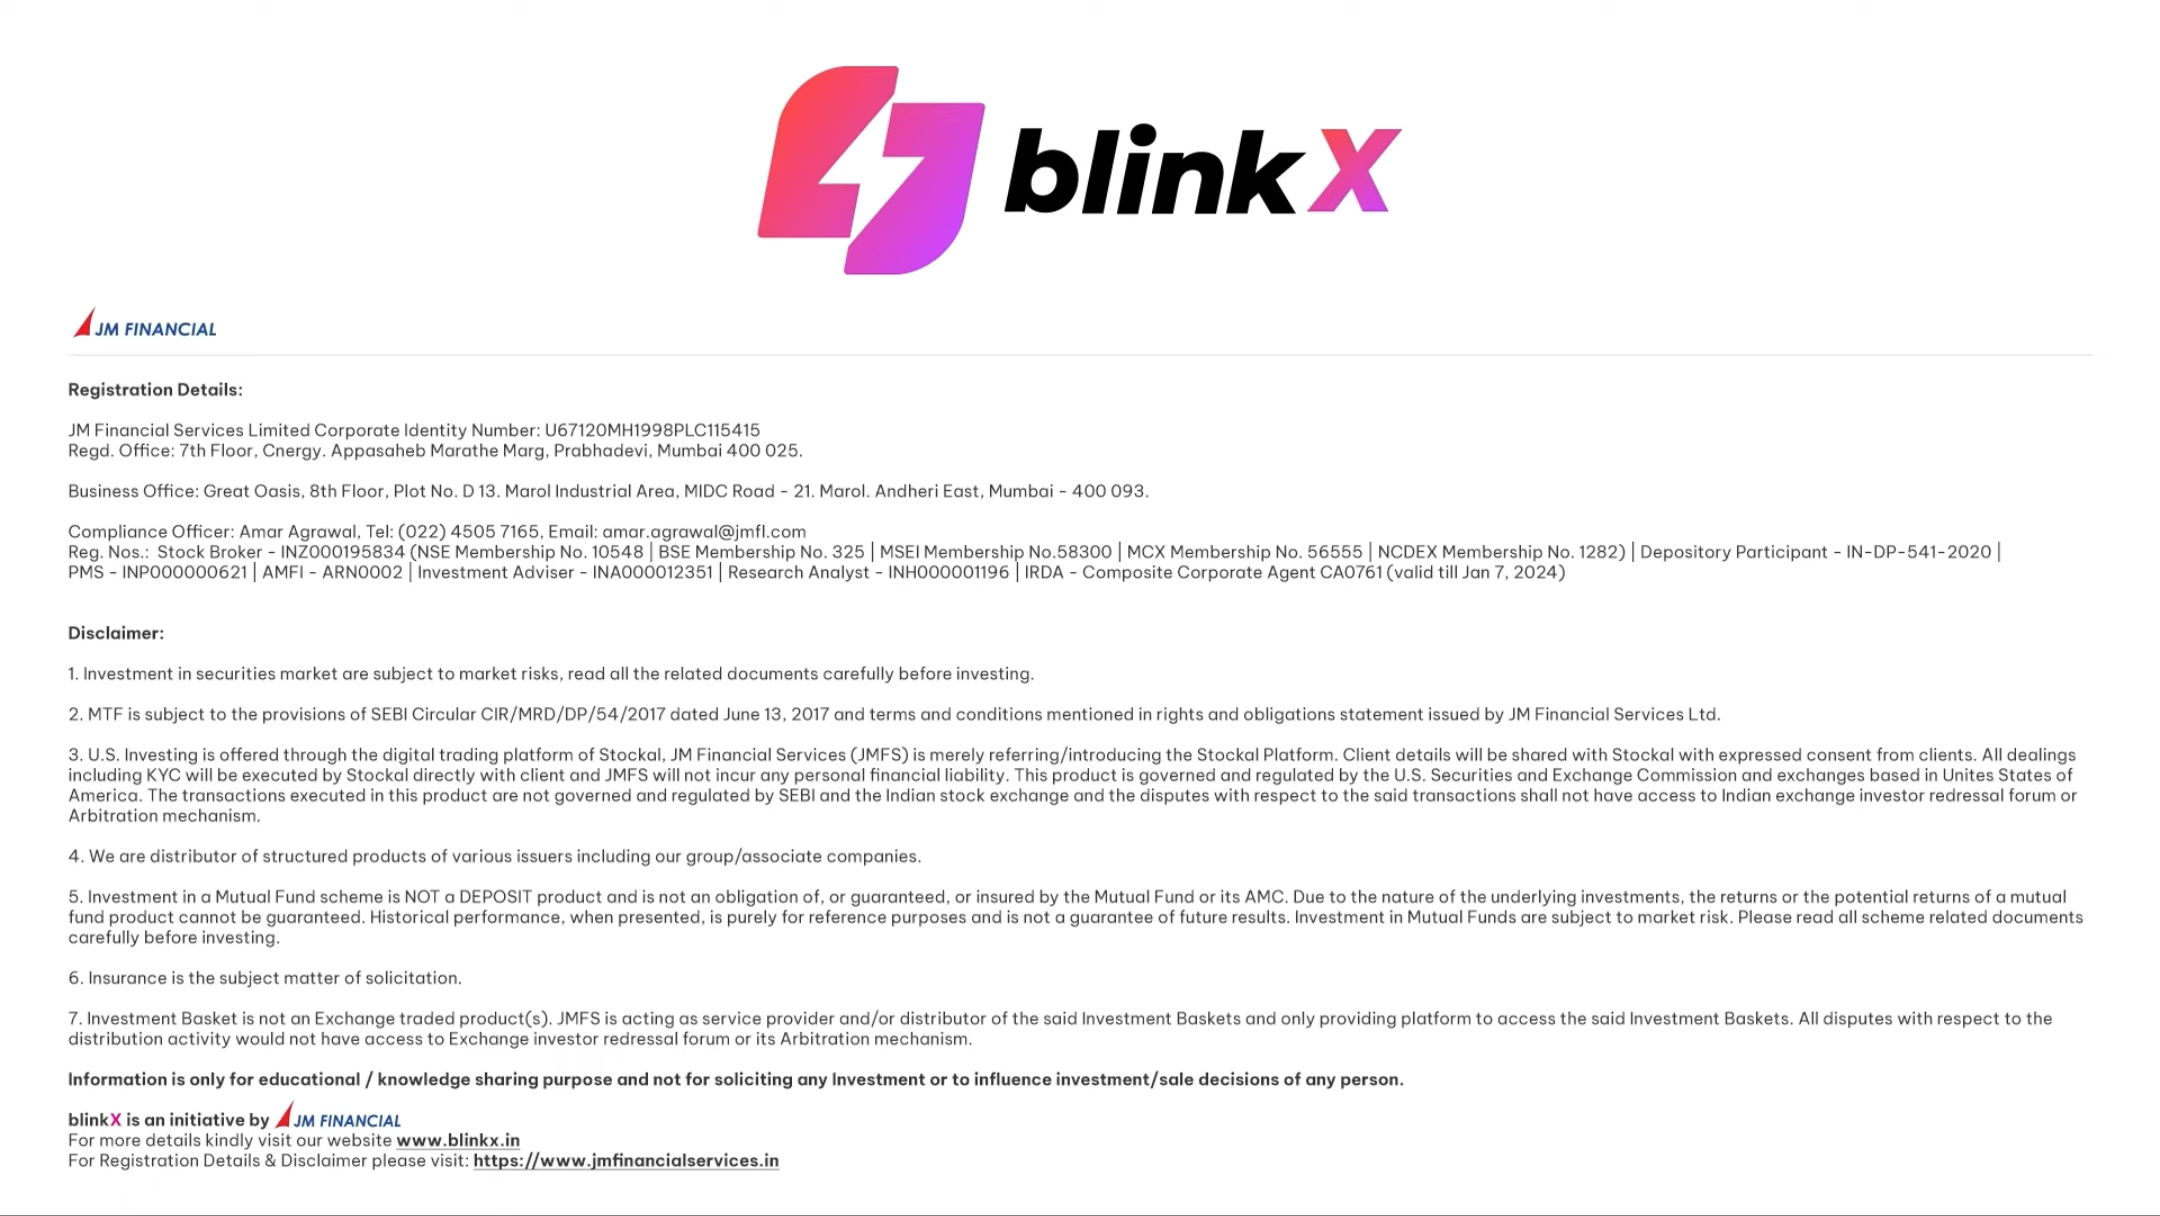 blinkX
JM FINANCIAL
Registration Details:
JM Financial Services Limited Corporate Identity Number: U67120MH1998PLC115415
Regd. Office: 7th Floor, Cnergy. Appasaheb Marathe Marg, Prabhadevi, Mumbai 400 025.
Business Office: Great Oasis, 8th Floor, Plot No. D 13. Marol Industrial Area, MIDC Road - 21. Marol. Andheri East, Mumbai - 400 093.
Compliance Officer: Amar Agrawal, Tel: (022) 4505 7165, Email: amar.agrawal@jmfl.com
Reg. Nos.: Stock Broker - INZ000195834 (NSE Membership No. 10548 | BSE Membership No. 325 | MSEI Membership No.58300 | MCX Membership No. 56555 | NCDEX Membership No. 1282) | Depository Participant - IN-DP-541-2020 |
PMS - INP000000621 | AMFI - ARN0002 | Investment Adviser - INA000012351 | Research Analyst - INH000001196 | IRDA - Composite Corporate Agent CA0761 (valid till Jan 7, 2024)
Disclaimer:
1. Investment in securities market are subject to market risks, read all the related documents carefully before investing.
2. MTF is subject to the provisions of SEBI Circular CIR/MRD/DP/54/2017 dated June 13, 2017 and terms and conditions mentioned in rights and obligations statement issued by JM Financial Services Ltd.
3. U.S. Investing is offered through the digital trading platform of Stockal, JM Financial Services (JMFS) is merely referring/introducing the Stockal Platform. Client details will be shared with Stockal with expressed consent from clients. All dealings
including KYC will be executed by Stockal directly with client and JMFS will not incur any personal financial liability. This product is governed and regulated by the U.S. Securities and Exchange Commission and exchanges based in Unites States of
America. The transactions executed in this product are not governed and regulated by SEBI and the Indian stock exchange and the disputes with respect to the said transactions shall not have access to Indian exchange investor redressal forum or
Arbitration mechanism.
4. We are distributor of structured products of various issuers including our group/associate companies.
5. Investment in a Mutual Fund scheme is NOT a DEPOSIT product and is not an obligation of, or guaranteed, or insured by the Mutual Fund or its AMC. Due to the nature of the underlying investments, the returns or the potential returns of a mutual
fund product cannot be guaranteed. Historical performance, when presented, is purely for reference purposes and is not a guarantee of future results. Investment in Mutual Funds are subject to market risk. Please read all scheme related documents
carefully before investing.
6. Insurance is the subject matter of solicitation.
7. Investment Basket is not an Exchange traded product(s). JMFS is acting as service provider and/or distributor of the said Investment Baskets and only providing platform to access the said Investment Baskets. All disputes with respect to the
distribution activity would not have access to Exchange investor redressal forum or its Arbitration mechanism.
Information is only for educational / knowledge sharing purpose and not for soliciting any Investment or to influence investment/sale decisions of any person.
blinkX is an initiative by JM FINANCIAL
For more details kindly visit our website www.blinkx.in
For Registration Details & Disclaimer please visit: https://www.jmfinancialservices.in